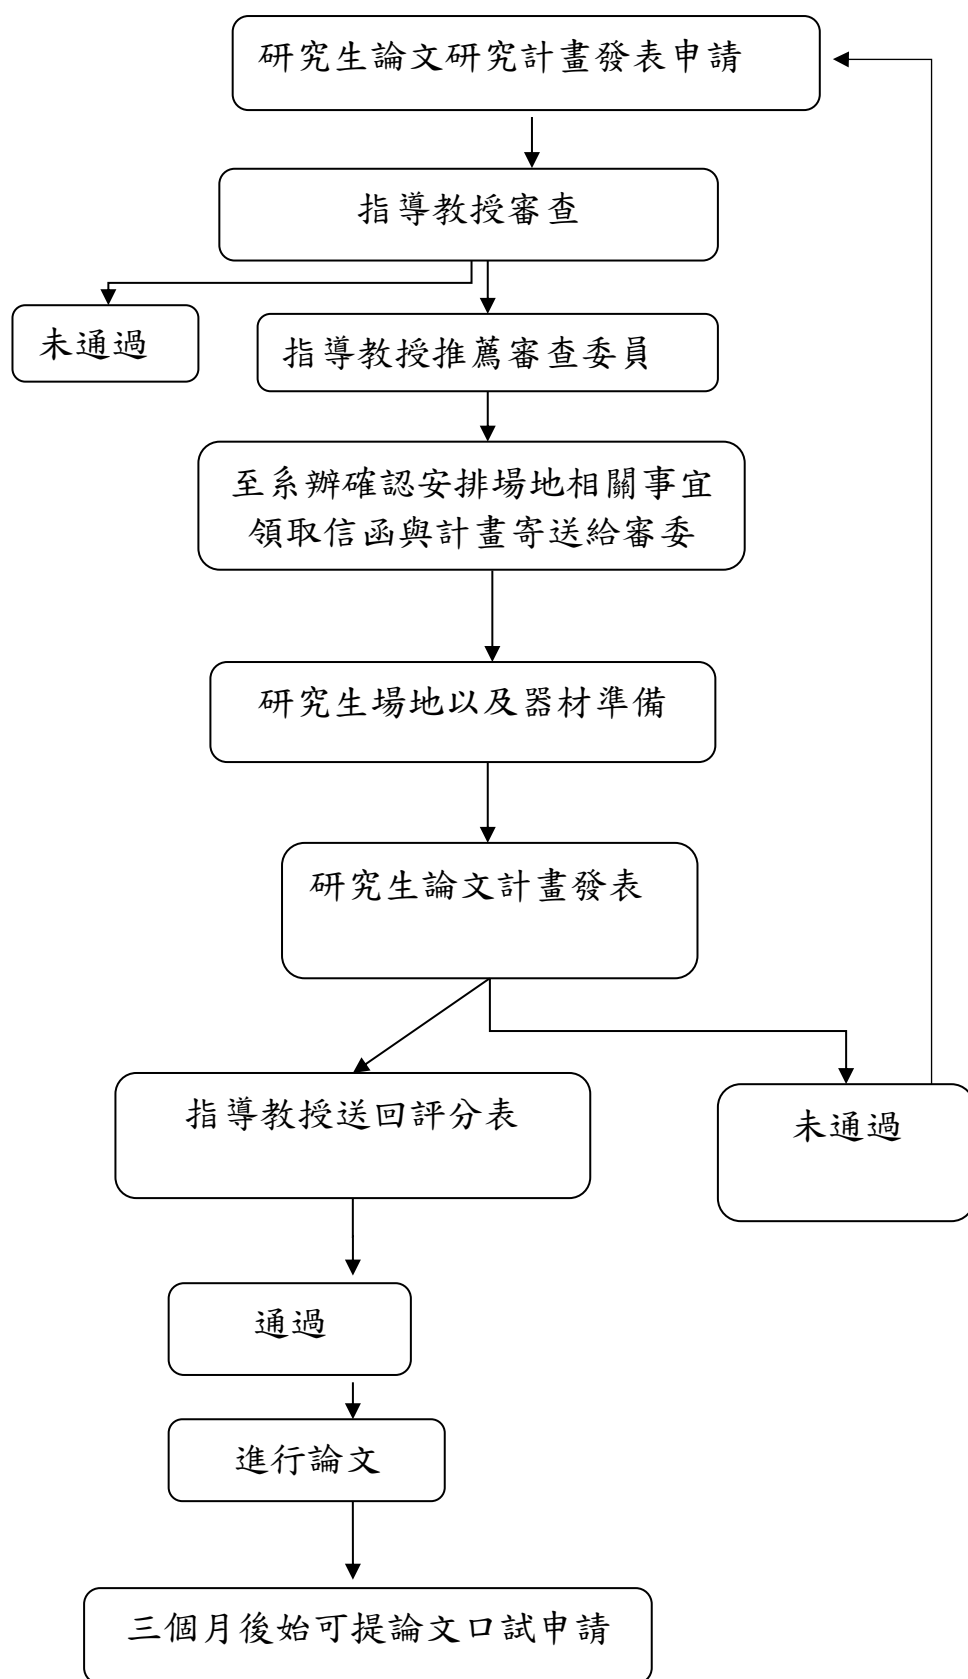 研究生論文研究計畫發表申請
指導教授審查
未通過
指導教授推薦審查委員
至系辦確認安排場地相關事宜
領取信函與計畫寄送給審委
研究生場地以及器材準備
研究生論文計畫發表
指導教授送回評分表
未通過
通過
進行論文
三個月後始可提論文口試申請